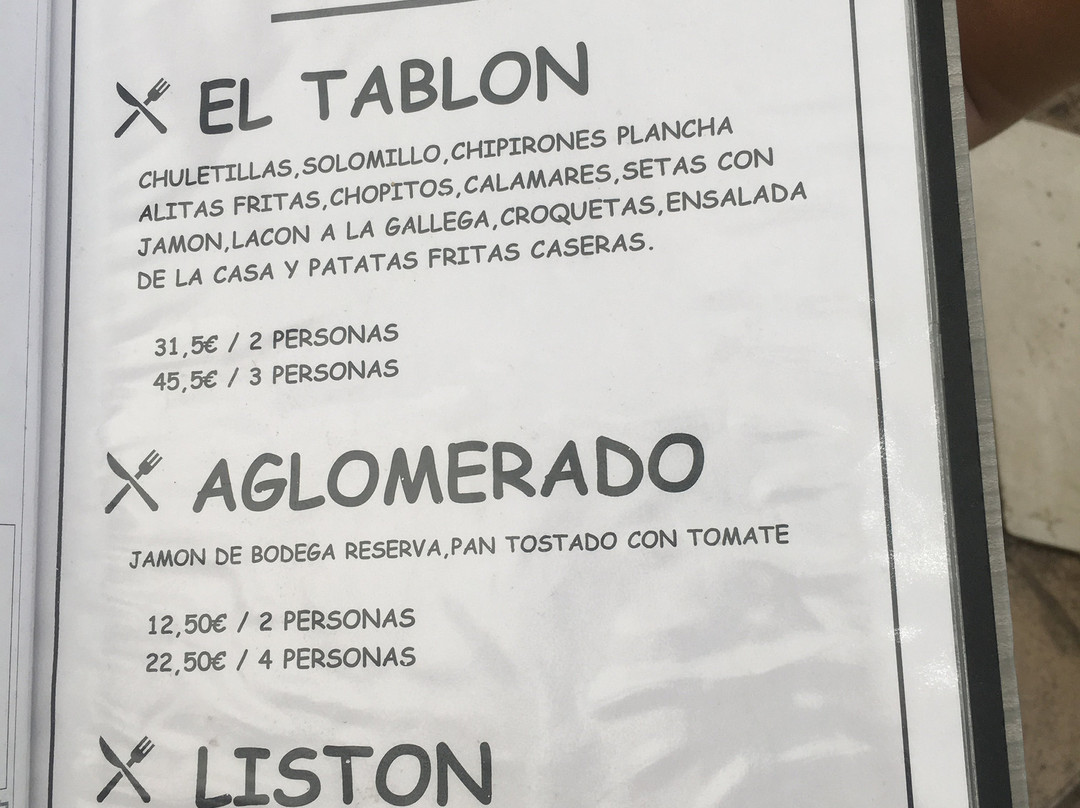 EL TABLON
CHULETILLAS,SOLOMILLO,CHIPIRONES PLANCHA
ALITAS FRITAS,CHOPITOS,CALAMARES,SETAS CON
JAMON,LACON A LA GALLEGA,CROQUETAS,ENSALADA
DE LA CASA Y PATATAS FRITAS CASERAS.
31,5€ / 2 PERSONAS
45,5€ / 3 PERSONAS
AGLOMERADO
JAMON DE BODEGA RESERVA,PAN TOSTADO CON TOMATE
12,50€ / 2 PERSONAS
22,50€ / 4 PERSONAS
LISTON